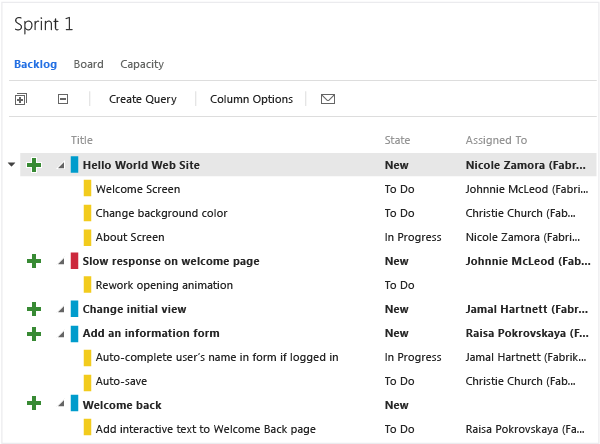 Sprint 1
Backlog Board Capacity
Create Query Column Options
Title State Assigned To
Hello World Web Site New Nicole Zamora (Fabr...
Welcome Screen To Do Johnnie McLeod (Fabri...
Change background color To Do Christie Church (Fab...
About Screen In Progress Nicole Zamora (Fabri...
Slow response on welcome page New Johnnie McLeod (Fab...
Rework opening animation To Do
Change initial view New Jamal Hartnett (Fabr...
Add an information form New Raisa Pokrovskaya (F...
Auto-complete user's name in form if logged in In Progress Jamal Hartnett (Fabrik...
Auto-save To Do Christie Church (Fab...
Welcome back New
Add interactive text to Welcome Back page To Do Raisa Pokrovskaya (Fab...